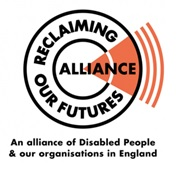 RECLAIMING
ALLIANCE
OUR FUTURES
An alliance of Disabled People
& our organisations in England